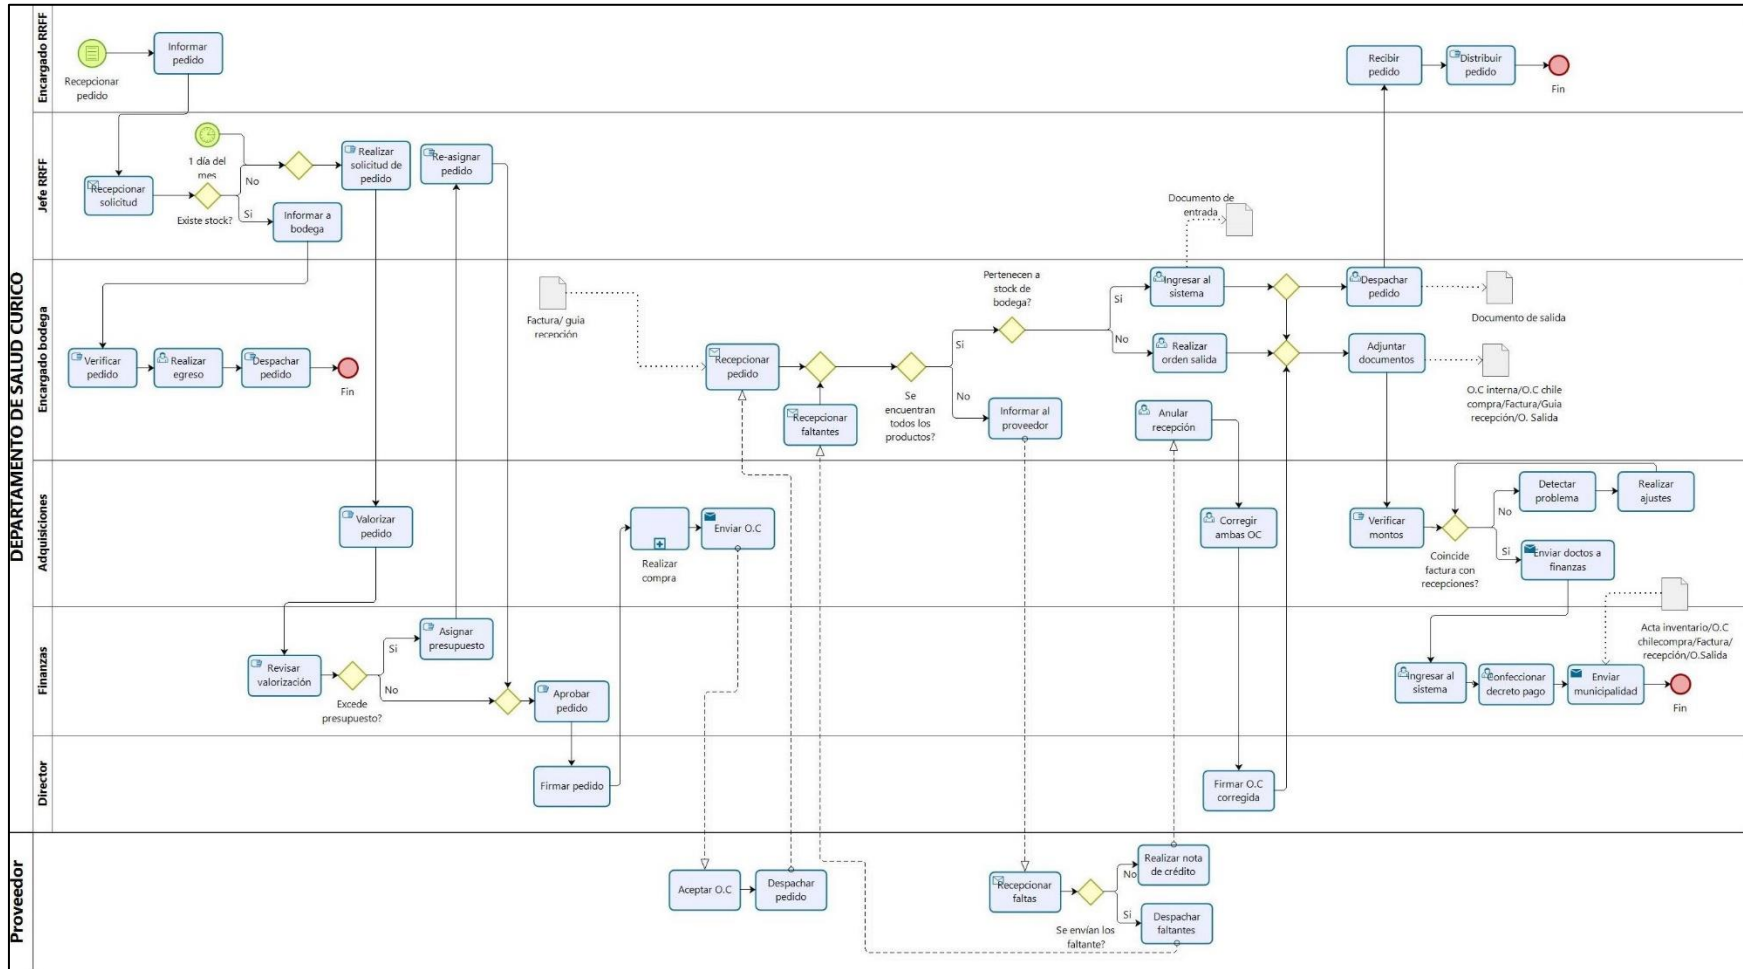 DEPARTAMENTO DE SALUD CURICO
Encargado RRFF
Recepcionar
pedido
Informar
pedido
Recibir
pedido
Distribuir
pedido
Fin
Jefe RRFF
Recepcionar
solicitud
1 día del
mes
Existe stock?
No
Si
Informar a
bodega
Realizar
solicitud de
pedido
Re-asignar
pedido
Documento de
entrada
Encargado bodega
Verificar
pedido
Realizar
egreso
Despachar
pedido
Fin
Factura/ guia
recepción
Recepcionar
pedido
Recepcionar
faltantes
Se
encuentran
todos los
productos?
Si
No
Pertenecen a
stock de
bodega?
Informar al
proveedor
Si
No
Ingresar al
sistema
Realizar
orden salida
Anular
recepción
Despachar
pedido
Documento de salida
Adjuntar
documentos
O.C interna/O.C chile
compra/Factura/Guia
recepción/O. Salida
Adquisiciones
Valorizar
pedido
Realizar
compra
Enviar O.C
Corregir
ambas OC
Verificar
montos
Coincide
factura con
recepciones?
No
Si
Detectar
problema
Realizar
ajustes
Enviar doctos a
finanzas
Finanzas
Revisar
valorización
Excede
presupuesto?
Si
No
Asignar
presupuesto
Aprobar
pedido
Ingresar al
sistema
Confeccionar
decreto pago
Enviar
municipalidad
Acta inventario/O.C
chilecompra/Factura/
recepción/O.Salida
Fin
Director
Firmar pedido
Firmar O.C
corregida
Proveedor
Aceptar O.C
Despachar
pedido
Recepcionar
faltas
Se envían los
faltante?
No
Si
Realizar nota
de crédito
Despachar
faltantes